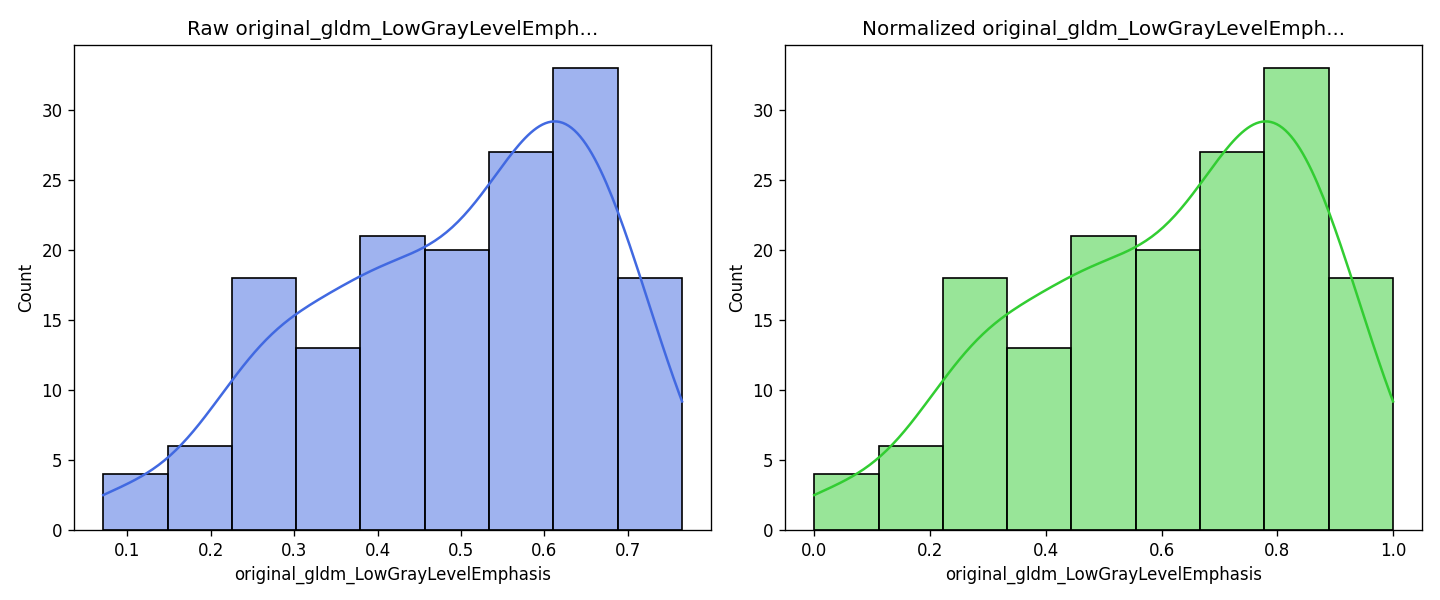 Raw original_gldm_LowGrayLevelEmph...
Count
30
25
20
15
10
5
0
0.1 0.2 0.3 0.4 0.5 0.6 0.7
original_gldm_LowGrayLevelEmphasis
Normalized original_gldm_LowGrayLevelEmph...
Count
30
25
20
15
10
5
0
0.0 0.2 0.4 0.6 0.8 1.0
original_gldm_LowGrayLevelEmphasis